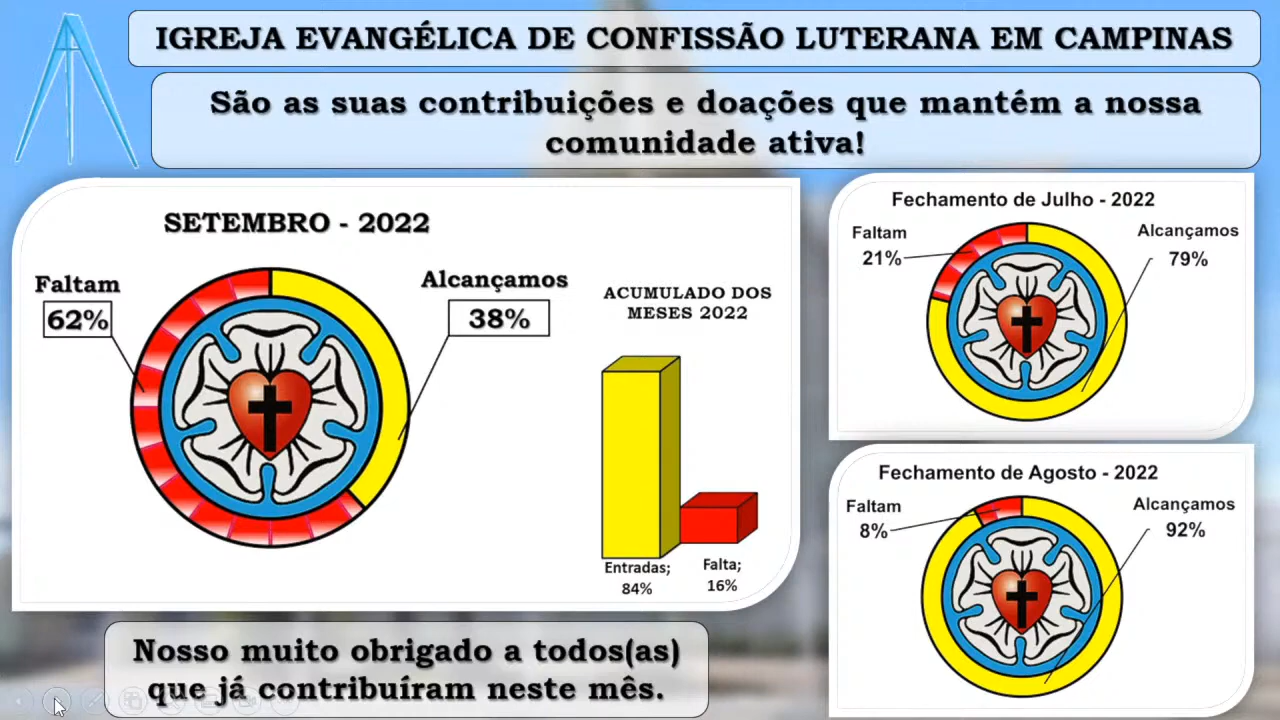 IGREJA EVANGÉLICA DE CONFISSÃO LUTERANA EM CAMPINAS
São as suas contribuições e doações que mantém a nossa
comunidade ativa!
SETEMBRO - 2022
Faltam
62%
Alcançamos
38%
ACUMULADO DOS
MESES 2022
Entradas;
84%
Falta;
16%
Fechamento de Julho - 2022
Faltam
21%
Alcançamos
79%
Fechamento de Agosto - 2022
Faltam
8%
Alcançamos
92%
Nosso muito obrigado a todos(as)
que já contribuíram neste mês.